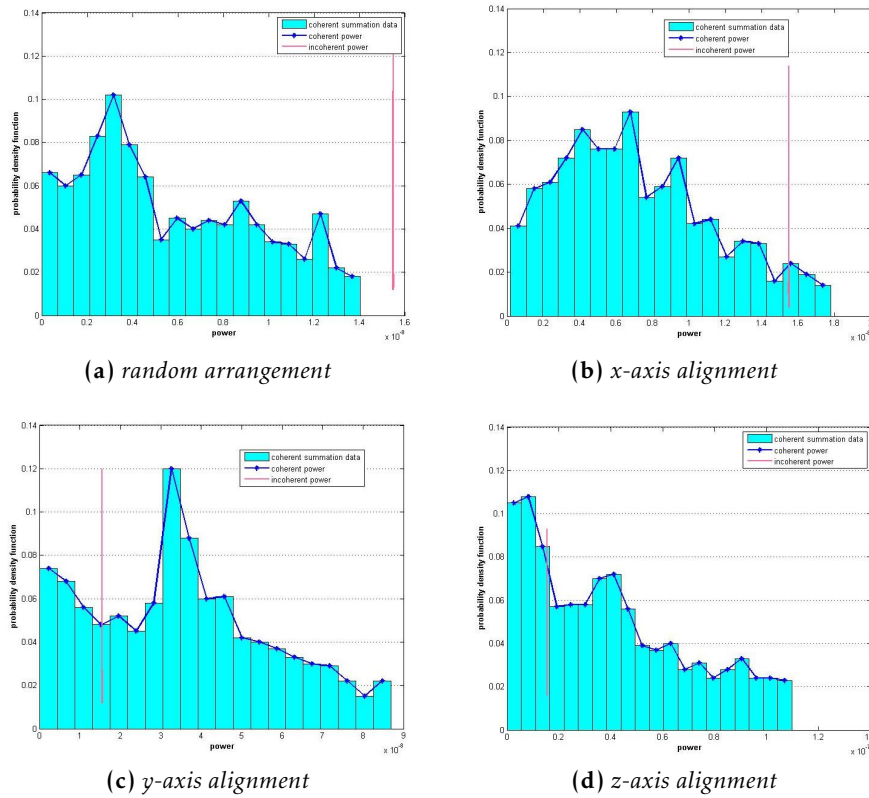 0.14
0.12
0.1
0.08
0.06
0.04
0.02
0
probability density function
coherent summation data
coherent power
incoherent power
0 0.2 0.4 0.6 0.8 1 1.2 1.4 1.6
power
x 10⁻⁸
(a) random arrangement
0.14
0.12
0.1
0.08
0.06
0.04
0.02
0
probability density function
coherent summation data
coherent power
incoherent power
0 0.2 0.4 0.6 0.8 1 1.2 1.4 1.6 1.8
power
x 10⁻⁸
(b) x-axis alignment
0.14
0.12
0.1
0.08
0.06
0.04
0.02
0
probability density function
coherent summation data
coherent power
incoherent power
0 1 2 3 4 5 6 7 8 9
power
x 10⁻⁸
(c) y-axis alignment
0.14
0.12
0.1
0.08
0.06
0.04
0.02
0
probability density function
coherent summation data
coherent power
incoherent power
0 0.2 0.4 0.6 0.8 0.1
power
x 10
(d) z-axis alignment